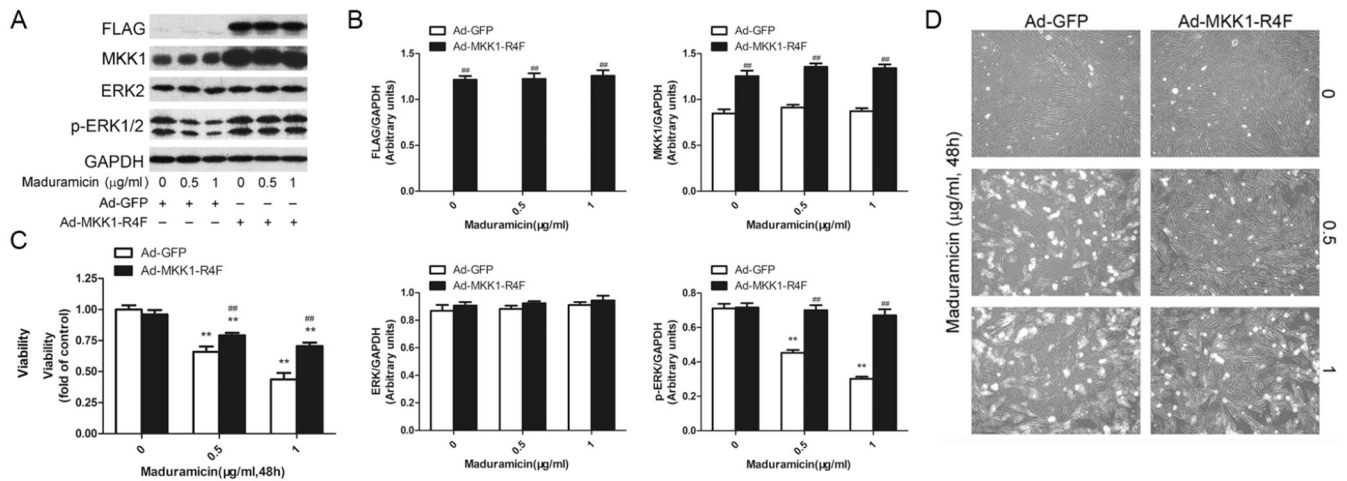 A
FLAG
MKK1
ERK2
p-ERK1/2
GAPDH
Maduramicin (μg/ml) 0 0.5 1 0 0.5 1
Ad-GFP + + + − − −
Ad-MKK1-R4F − − − + + +
B
Ad-GFP
Ad-MKK1-R4F
FLAG/GAPDH
(Arbitrary units)
1.5
1.0
0.5
0.0
## ## ##
0 0.5 1
Maduramicin(μg/ml)
Ad-GFP
Ad-MKK1-R4F
MKK1/GAPDH
(Arbitrary units)
1.5
1.0
0.5
0.0
## ## ##
0 0.5 1
Maduramicin(μg/ml)
Ad-GFP
Ad-MKK1-R4F
ERK/GAPDH
(Arbitrary units)
1.0
0.8
0.6
0.4
0.2
0.0
0 0.5 1
Maduramicin(μg/ml)
Ad-GFP
Ad-MKK1-R4F
p-ERK/GAPDH
(Arbitrary units)
0.8
0.6
0.4
0.2
0.0
** ## ** ##
0 0.5 1
Maduramicin(μg/ml)
C
Ad-GFP
Ad-MKK1-R4F
Viability
Viability
(fold of control)
1.25
1.00
0.75
0.50
0.25
0.00
## ##
** ** ** **
0 0.5 1
Maduramicin(μg/ml,48h)
D
Ad-GFP Ad-MKK1-R4F
Maduramicin (μg/ml, 48h)
0
0.5
1